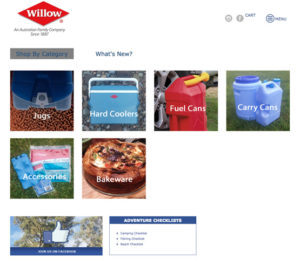 Willow
An Australian Family Company
Since 1887
CART
MENU
Shop By Category
What's New?
Jugs
Hard Coolers
Fuel Cans
Carry Cans
Accessories
Bakeware
JOIN US ON FACEBOOK
ADVENTURE CHECKLISTS
Camping Checklist
Fishing Checklist
Beach Checklist